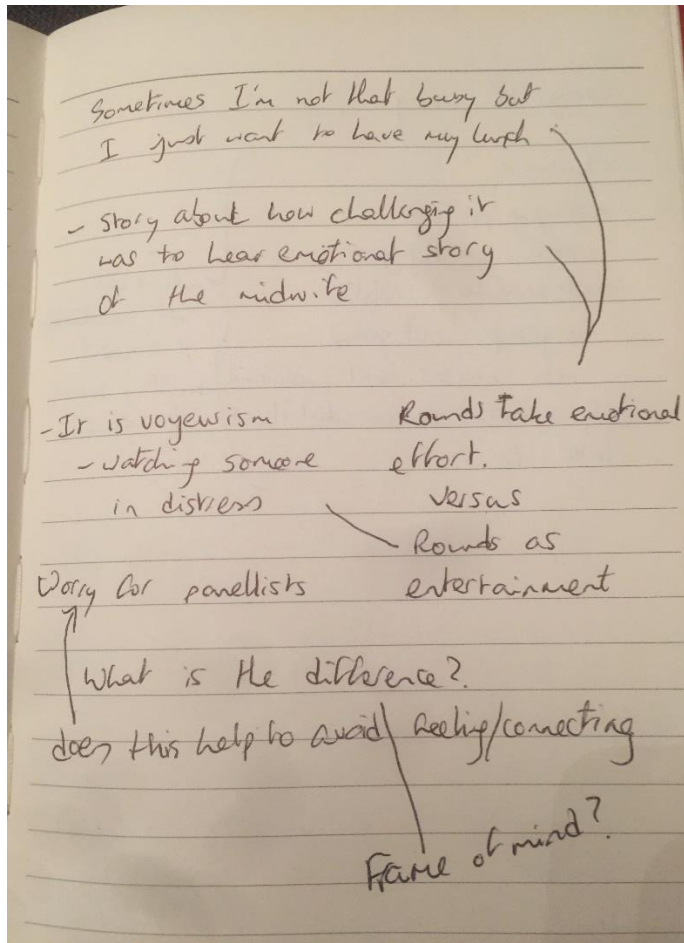 Sometimes I'm not that busy but
I just want to have my lunch
- Story about how challenging it
was to hear emotional story
of the midwife
- It is voyeurism
- watching someone
in distress
Rounds take emotional
effort.
versus
Rounds as
entertainment
Worry for panellists
What is the difference?
does this help to avoid feeling/connecting
Frame of mind?